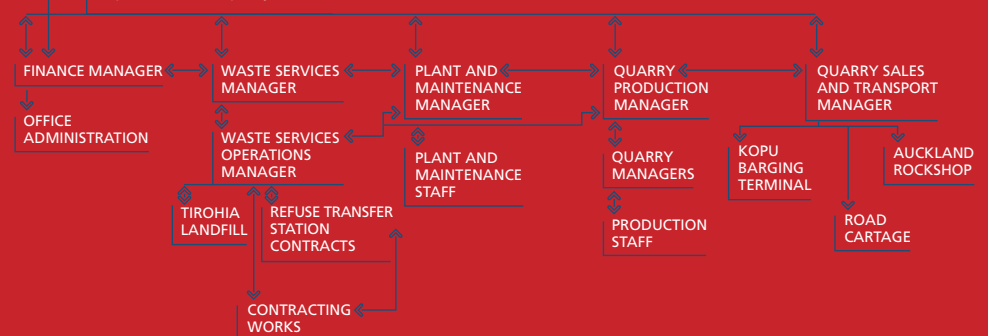 FINANCE MANAGER
WASTE SERVICES
MANAGER
PLANT AND
MAINTENANCE
MANAGER
QUARRY
PRODUCTION
MANAGER
QUARRY SALES
AND TRANSPORT
MANAGER
OFFICE
ADMINISTRATION
WASTE SERVICES
OPERATIONS
MANAGER
PLANT AND
MAINTENANCE
STAFF
QUARRY
MANAGERS
KOPU
BARGING
TERMINAL
AUCKLAND
ROCKSHOP
TIROHIA
LANDFILL
REFUSE TRANSFER
STATION
CONTRACTS
PRODUCTION
STAFF
ROAD
CARTAGE
CONTRACTING
WORKS